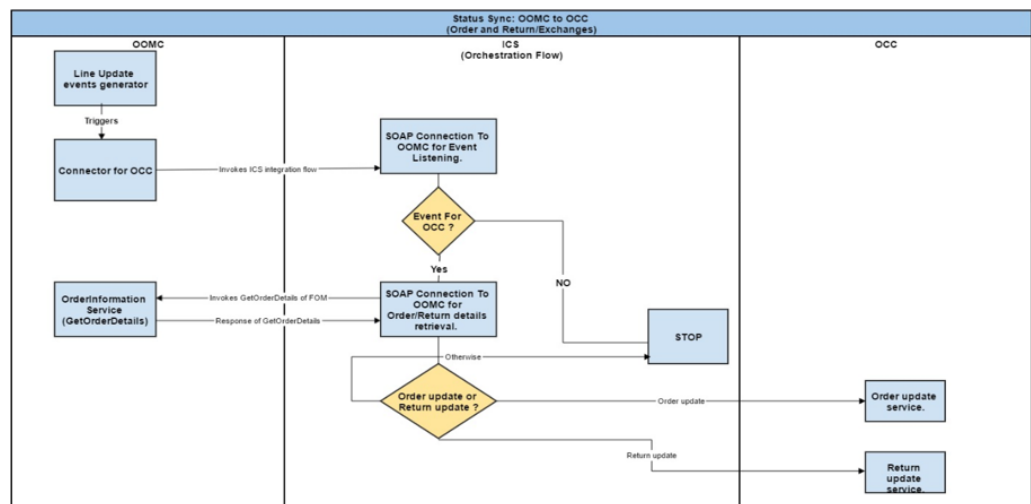 Status Sync: OOMC to OCC
(Order and Return/Exchanges)
OOMC
ICS
(Orchestration Flow)
OCC
Line Update
events generator
Triggers
Connector for OCC
Invokes ICS integration flow
SOAP Connection To
OOMC for Event
Listening.
Event For
OCC ?
Yes
NO
OrderInformation
Service
(GetOrderDetails)
Invokes GetOrderDetails of FOM
Response of GetOrderDetails
SOAP Connection To
OOMC for
Order/Return details
retrieval.
STOP
Otherwise
Order update or
Return update ?
Order update
Order update
service.
Return update
Return
update
service.